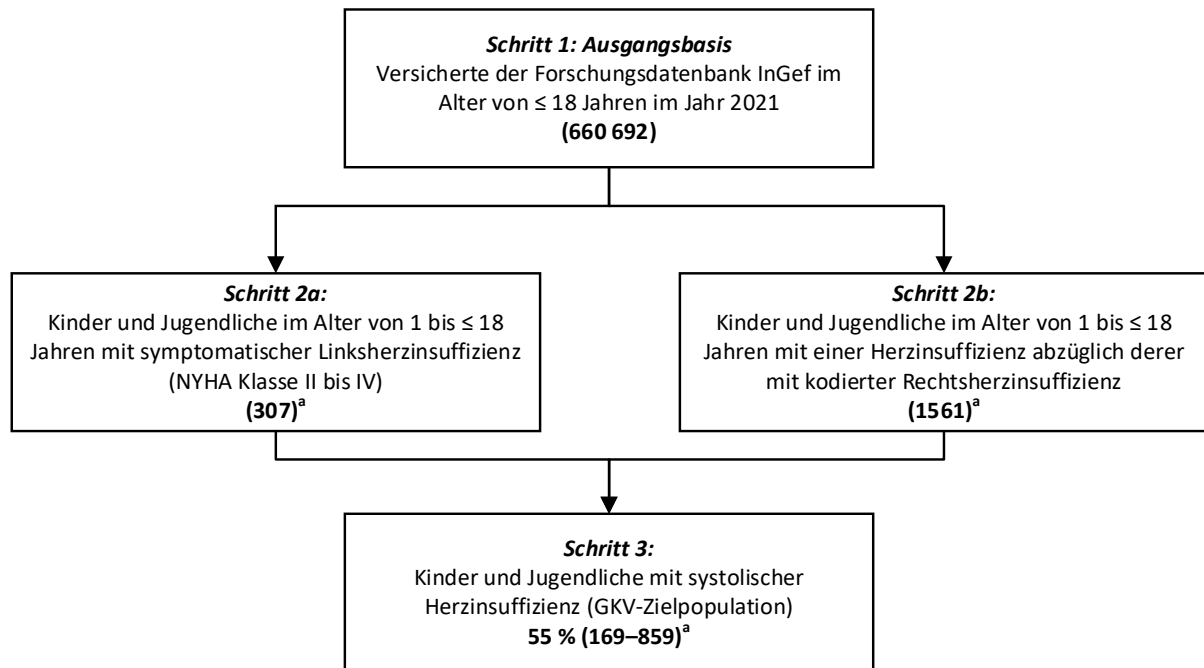 Schritt 1: Ausgangsbasis
Versicherte der Forschungsdatenbank InGef im
Alter von ≤ 18 Jahren im Jahr 2021
(660 692)
Schritt 2a:
Kinder und Jugendliche im Alter von 1 bis ≤ 18
Jahren mit symptomatischer Linksherzinsuffizienz
(NYHA Klasse II bis IV)
(307)ᵃ
Schritt 2b:
Kinder und Jugendliche im Alter von 1 bis ≤ 18
Jahren mit einer Herzinsuffizienz abzüglich derer
mit kodierter Rechtsherzinsuffizienz
(1561)ᵃ
Schritt 3:
Kinder und Jugendliche mit systolischer
Herzinsuffizienz (GKV-Zielpopulation)
55 % (169–859)ᵃ